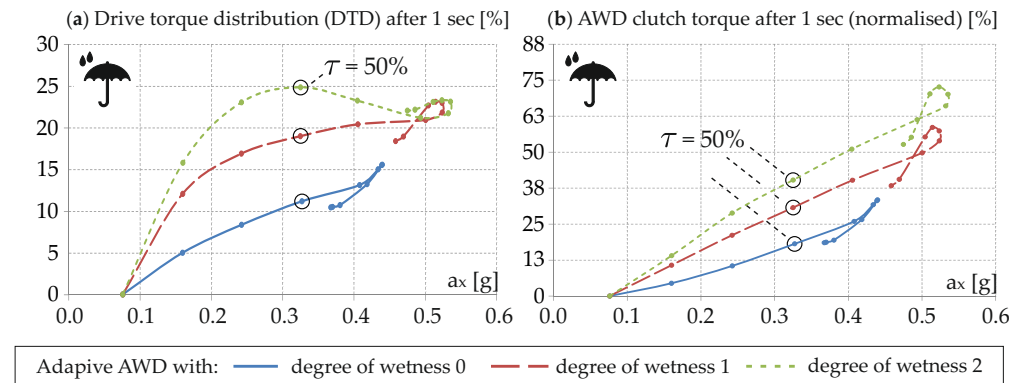 (a) Drive torque distribution (DTD) after 1 sec [%]
30
25
20
15
10
5
0
0.0 0.1 0.2 0.3 0.4 0.5 0.6
τ = 50%
ax [g]
(b) AWD clutch torque after 1 sec (normalised) [%]
88
75
63
50
38
25
13
0
0.0 0.1 0.2 0.3 0.4 0.5 0.6
τ = 50%
ax [g]
Adapive AWD with: degree of wetness 0 degree of wetness 1 degree of wetness 2